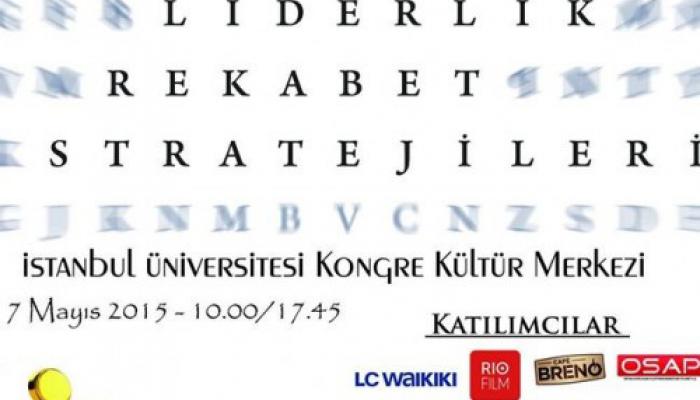 LİDERLİK
REKABET
STRATEJİLERİ
J K N M B V C N Z S D
İSTANBUL ÜNİVERSİTESİ KONGRE KÜLTÜR MERKEZİ
7 Mayıs 2015 - 10.00/17.45
KATILIMCILAR
LC WAIKIKI
RIO
FILM
CAFE
BRENO
OSAP